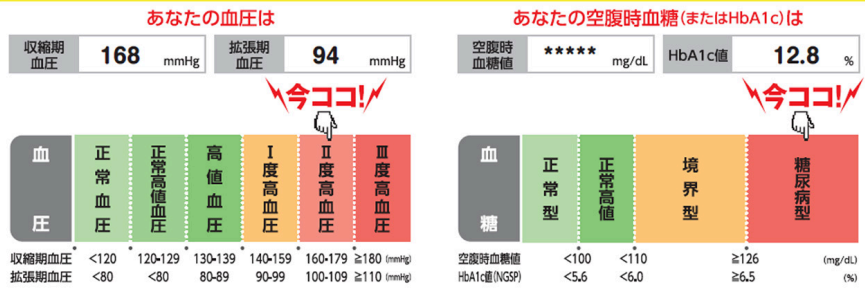 あなたの血圧は
収縮期血圧 168 mmHg 拡張期血圧 94 mmHg
今ココ!
血圧 正常血圧 正常高値血圧 高値血圧 Ⅰ度高血圧 Ⅱ度高血圧 Ⅲ度高血圧
収縮期血圧 <120 120-129 130-139 140-159 160-179 ≧180 (mmHg)
拡張期血圧 <80 <80 80-89 90-99 100-109 ≧110 (mmHg)
あなたの空腹時血糖(またはHbA1c)は
空腹時血糖値 ***** mg/dL HbA1c値 12.8 %
今ココ!
血糖 正常型 正常高値 境界型 糖尿病型
空腹時血糖値 <100 <110 ≧126 (mg/dL)
HbA1c値(NGSP) <5.6 <6.0 ≧6.5 (%)